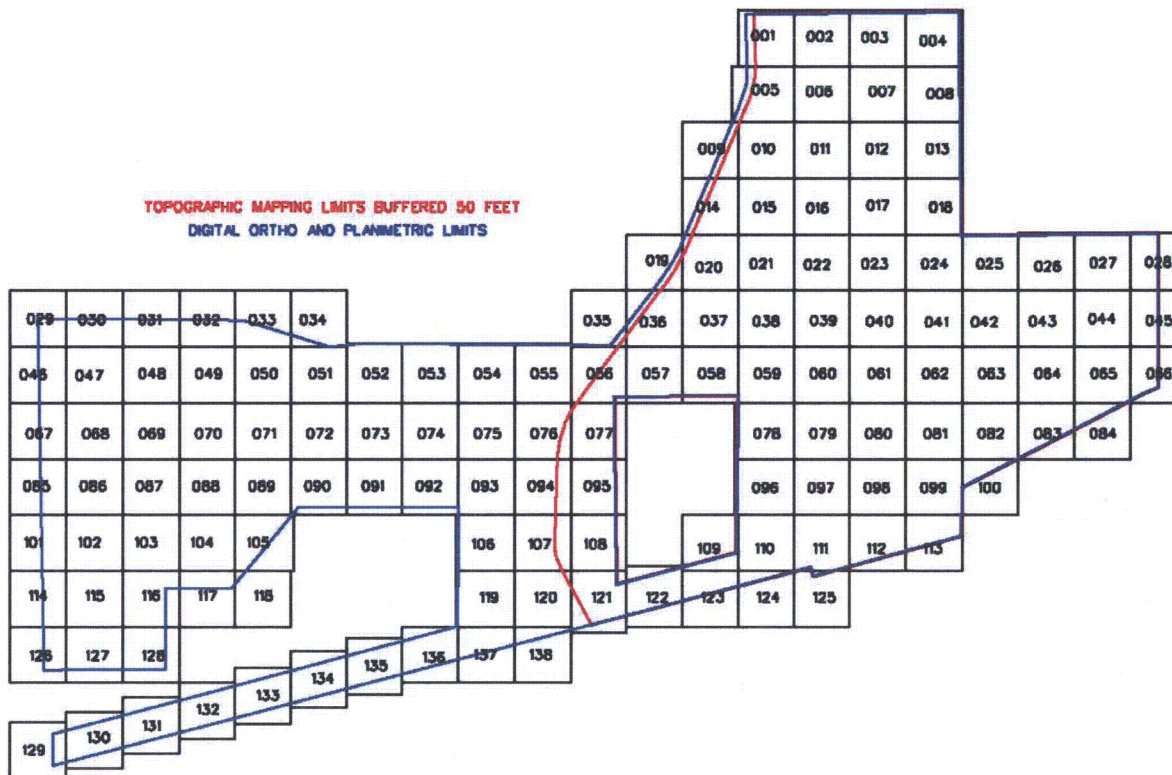 001 002 003 004
005 006 007 008
009 010 011 012 013
TOPOGRAPHIC MAPPING LIMITS BUFFERED 50 FEET
014 015 016 017 018
DIGITAL ORTHO AND PLANIMETRIC LIMITS
019 020 021 022 023 024 025 026 027 028
029 030 031 032 033 034 035 036 037 038 039 040 041 042 043 044 045
046 047 048 049 050 051 052 053 054 055 056 057 058 059 060 061 062 063 064 065 066
067 068 069 070 071 072 073 074 075 076 077 078 079 080 081 082 083 084
085 086 087 088 089 090 091 092 093 094 095 096 097 098 099 100
101 102 103 104 105 106 107 108 109 110 111 112 113
114 115 116 117 118 119 120 121 122 123 124 125
126 127 128 133 134 135 136 137 138
129 130 131 132